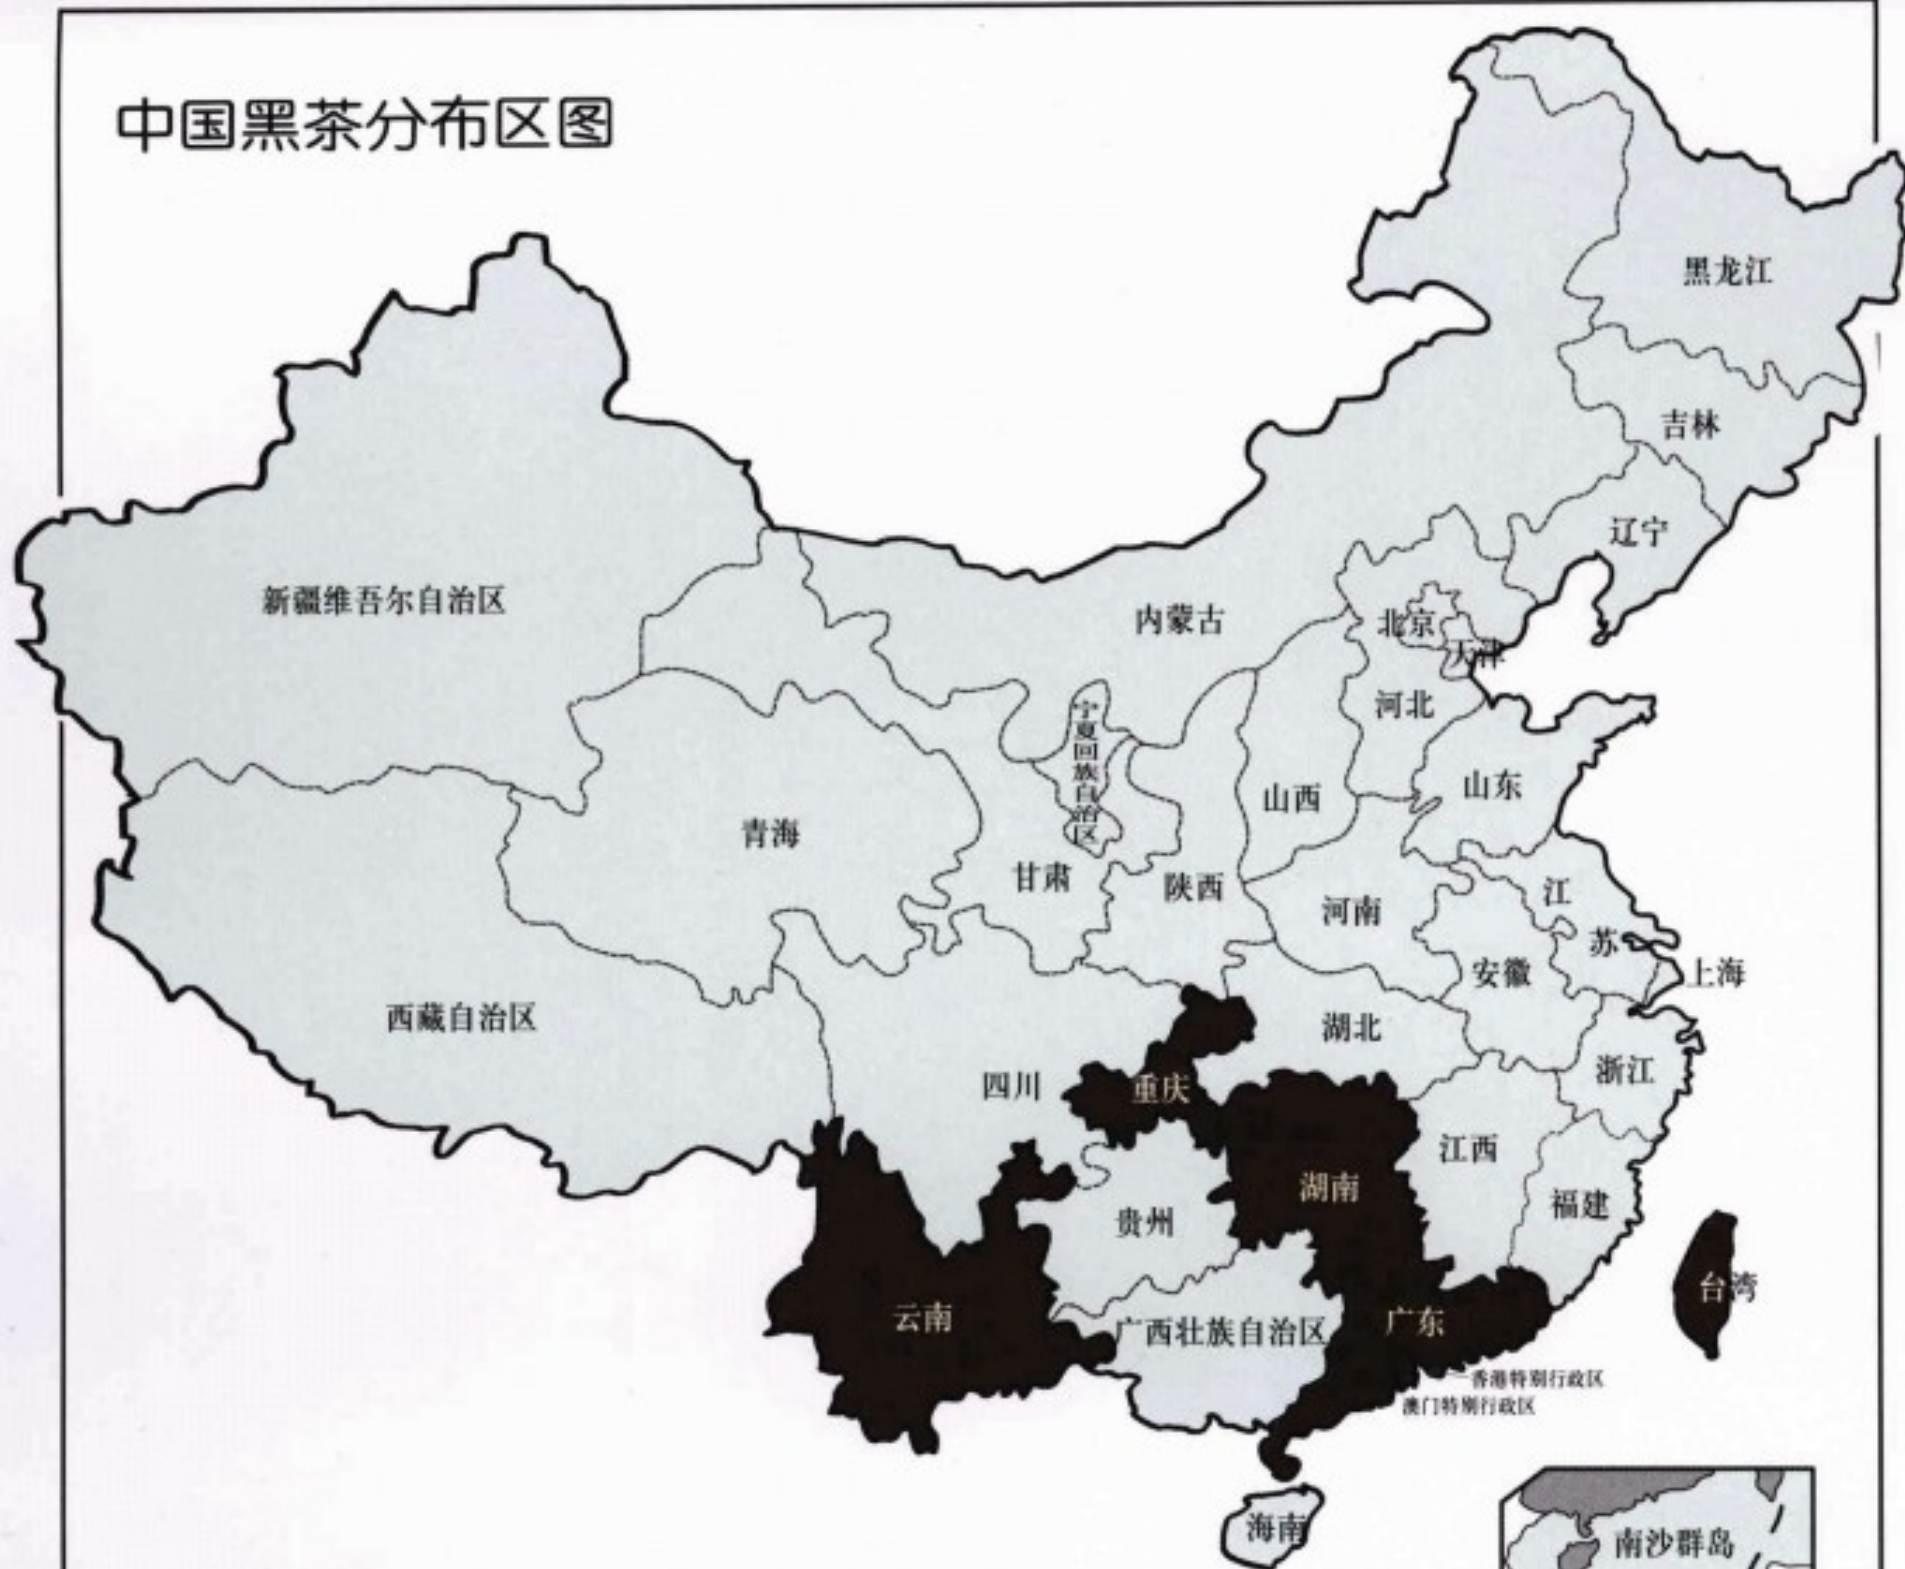 中国黑茶分布区图
黑龙江
吉林
辽宁
新疆维吾尔自治区
内蒙古
北京
天津
河北
宁夏回族自治区
山西
山东
青海
甘肃
陕西
河南
江苏
安徽
上海
西藏自治区
湖北
浙江
四川
重庆
江西
湖南
福建
贵州
台湾
云南
广东
广西壮族自治区
香港特别行政区
澳门特别行政区
海南
南沙群岛